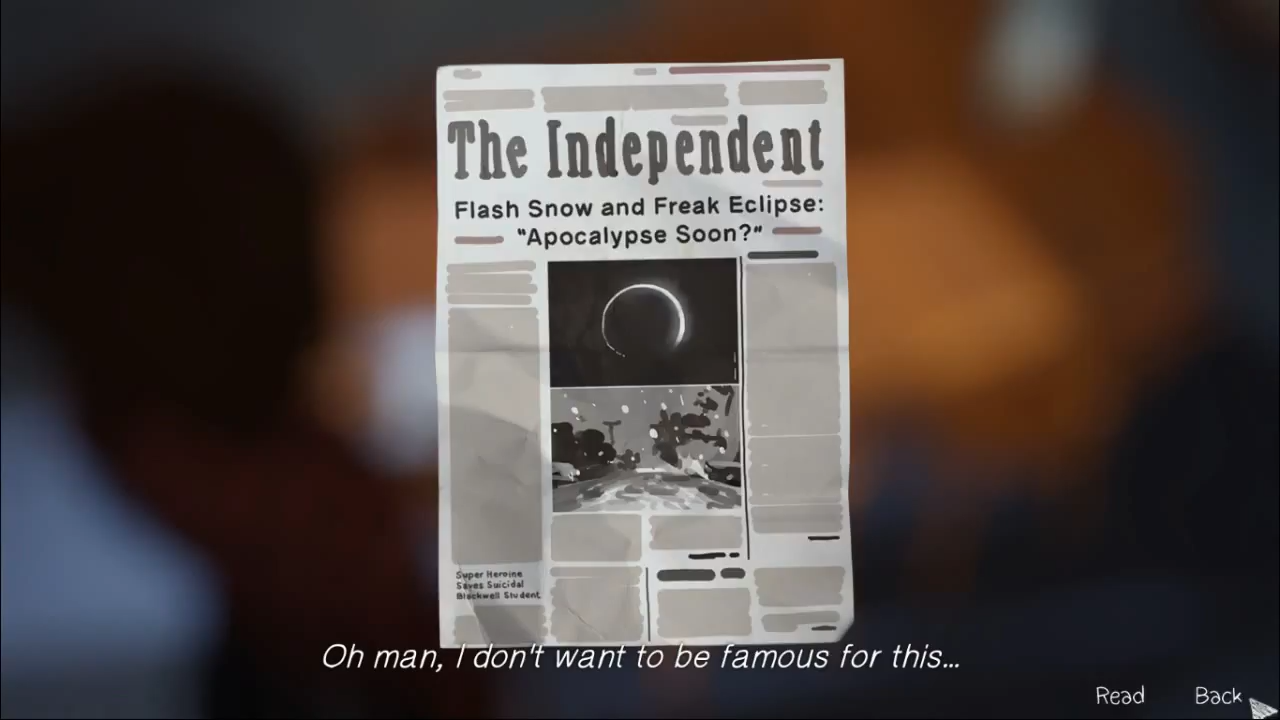 The Independent
Flash Snow and Freak Eclipse:
"Apocalypse Soon?"
Super Heroine
Saves Suicidal
Blackwell Student
Oh man, I don't want to be famous for this...
Read Back